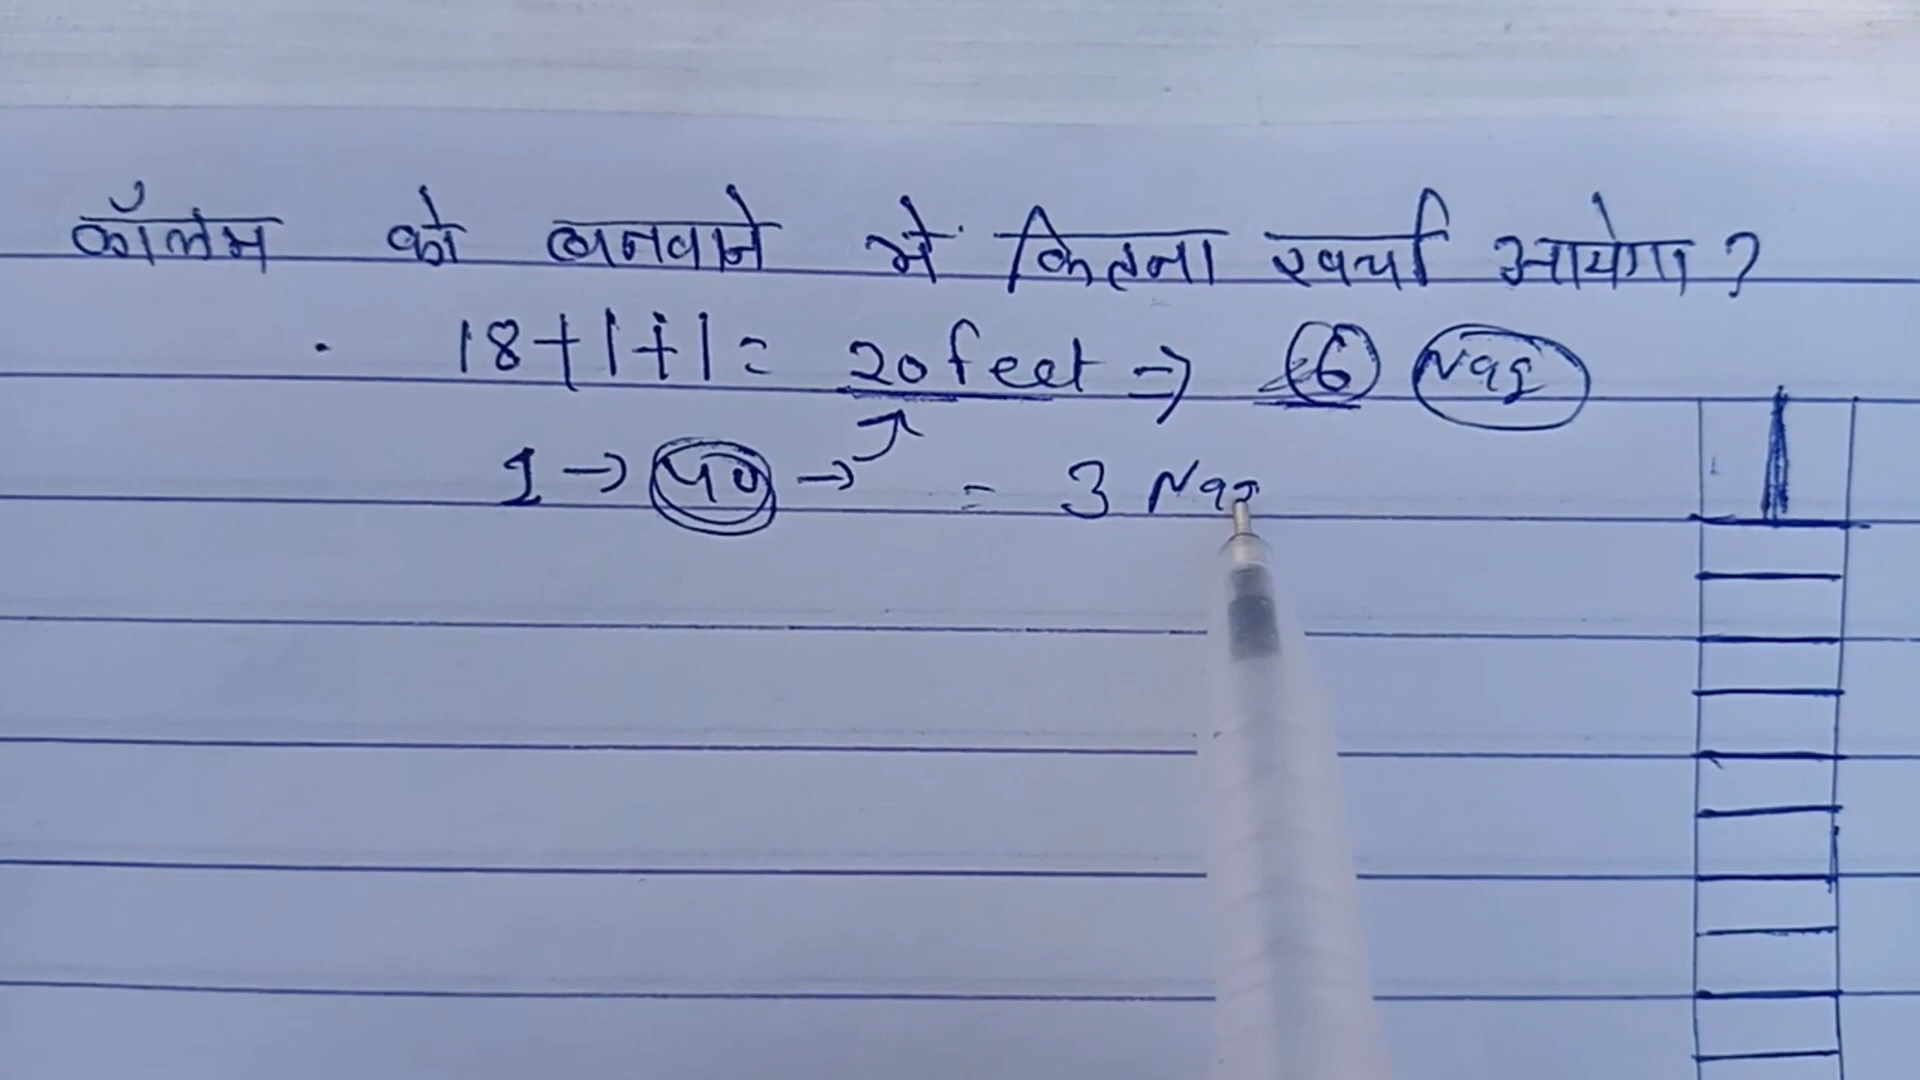 कॉलम को बनवाने में कितना खर्चा आयेगा ?
18+1+1= 20 feet => 6 Nag
1 → 40 → = 3 Nag